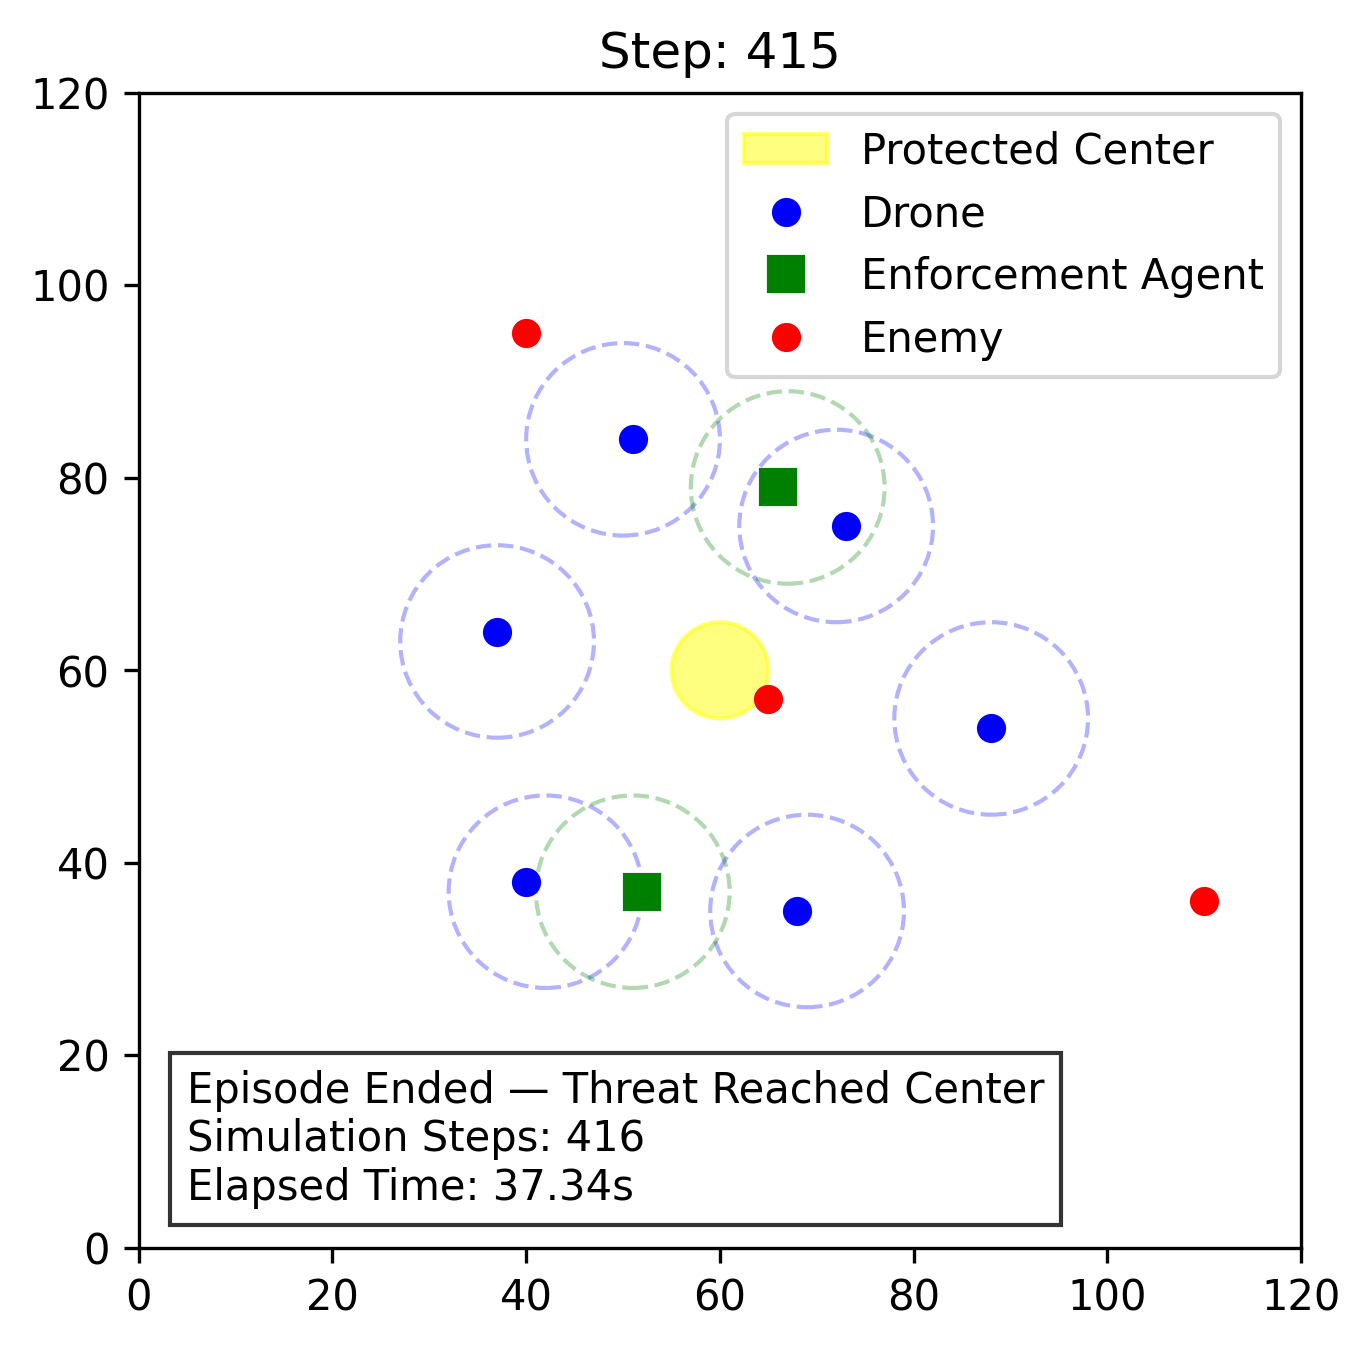 Step: 415
120
100
80
60
40
20
0
0 20 40 60 80 100 120
Protected Center
Drone
Enforcement Agent
Enemy
Episode Ended — Threat Reached Center
Simulation Steps: 416
Elapsed Time: 37.34s